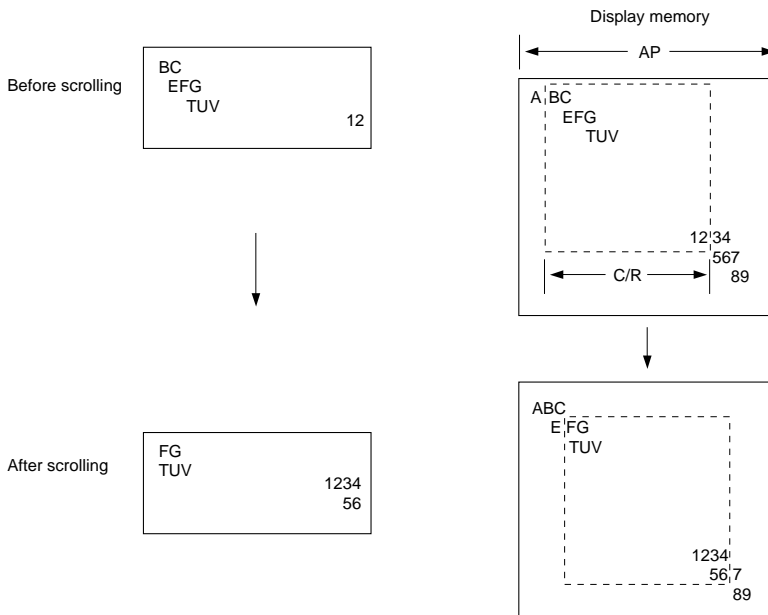 Display memory
AP
Before scrolling
BC
EFG
TUV
12
A BC
EFG
TUV
12 34
567
89
C/R
After scrolling
FG
TUV
1234
56
ABC
E FG
TUV
1234
56 7
89